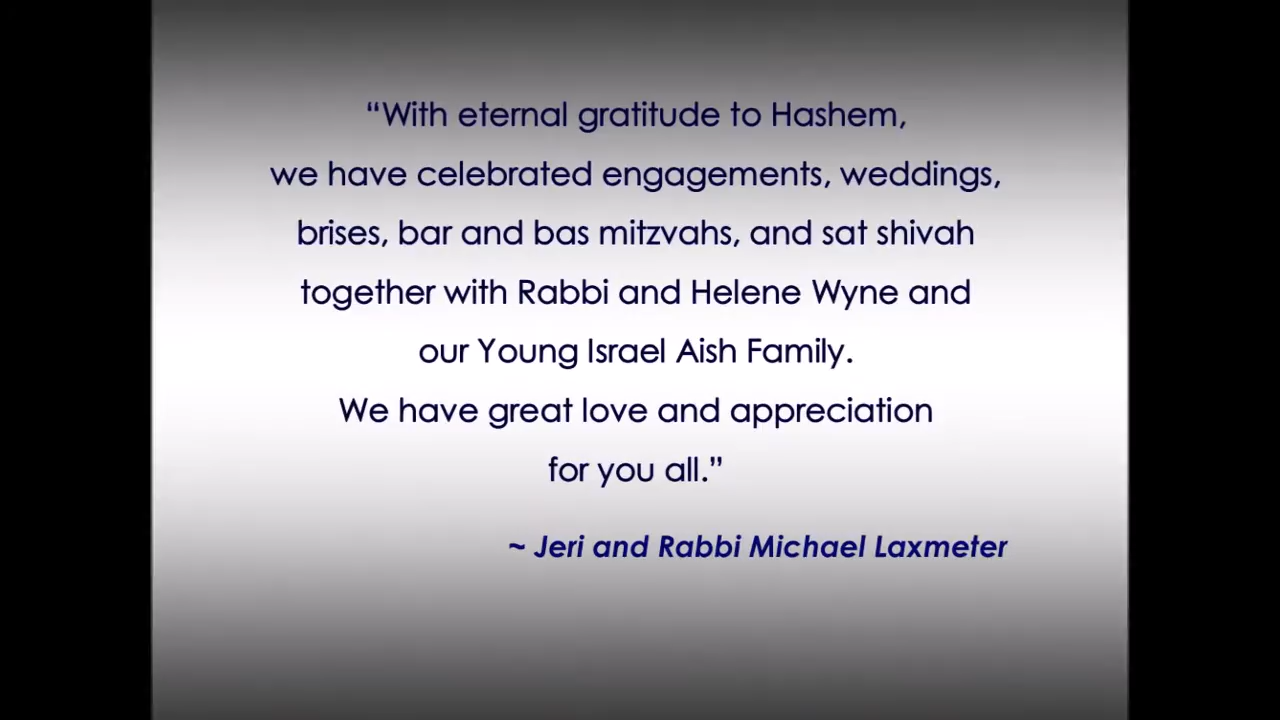 “With eternal gratitude to Hashem,
we have celebrated engagements, weddings,
brises, bar and bas mitzvahs, and sat shivah
together with Rabbi and Helene Wyne and
our Young Israel Aish Family.
We have great love and appreciation
for you all.”
~ Jeri and Rabbi Michael Laxmeter